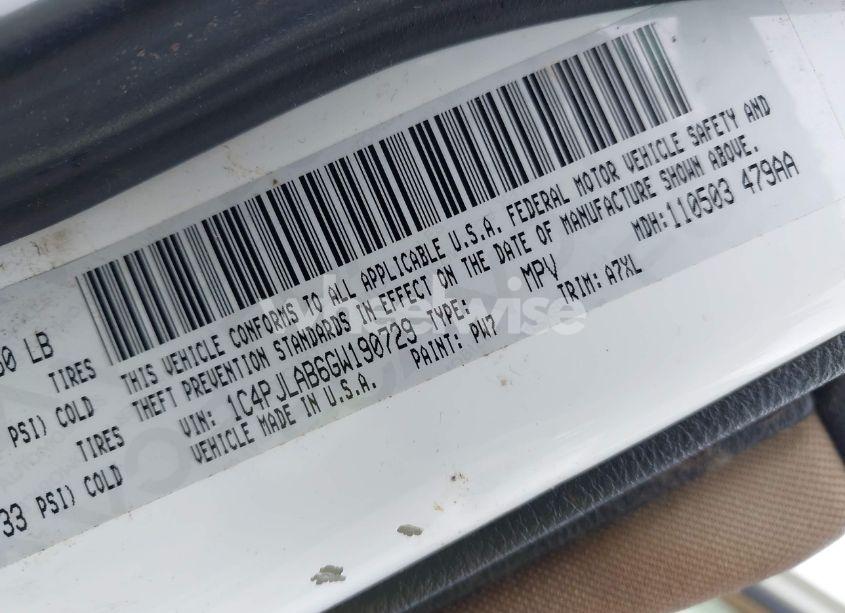 50 LB
TIRES
PSI) COLD
TIRES
33 PSI) COLD
THIS VEHICLE CONFORMS TO ALL APPLICABLE U.S.A. FEDERAL MOTOR VEHICLE SAFETY AND
THEFT PREVENTION STANDARDS IN EFFECT ON THE DATE OF MANUFACTURE SHOWN ABOVE.
VIN: 1C4PJLAB6GW190729 TYPE: MPV MDH:110503 479AA
VEHICLE MADE IN U.S.A. PAINT: PW7 TRIM: A7XL
wheelwise